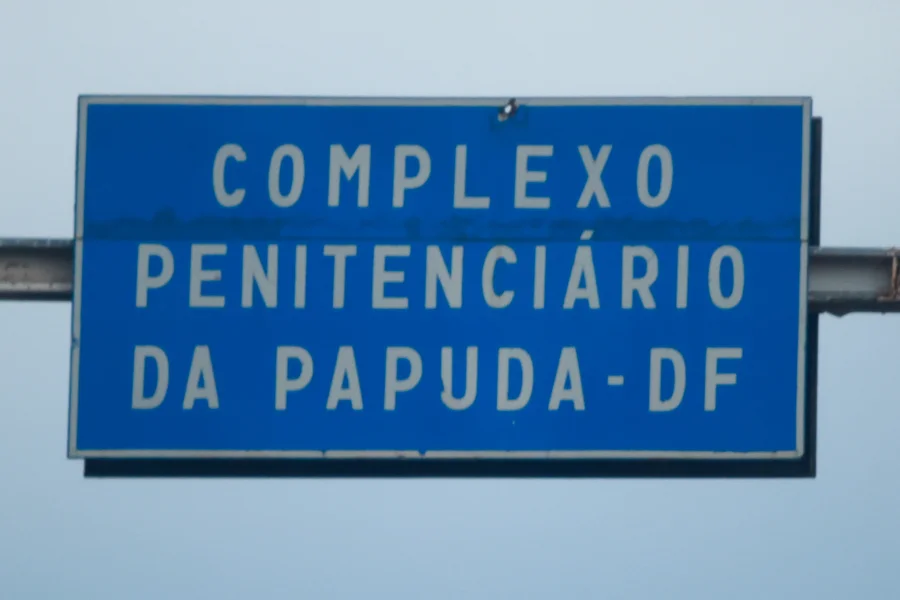 COMPLEXO
PENITENCIÁRIO
DA PAPUDA-DF